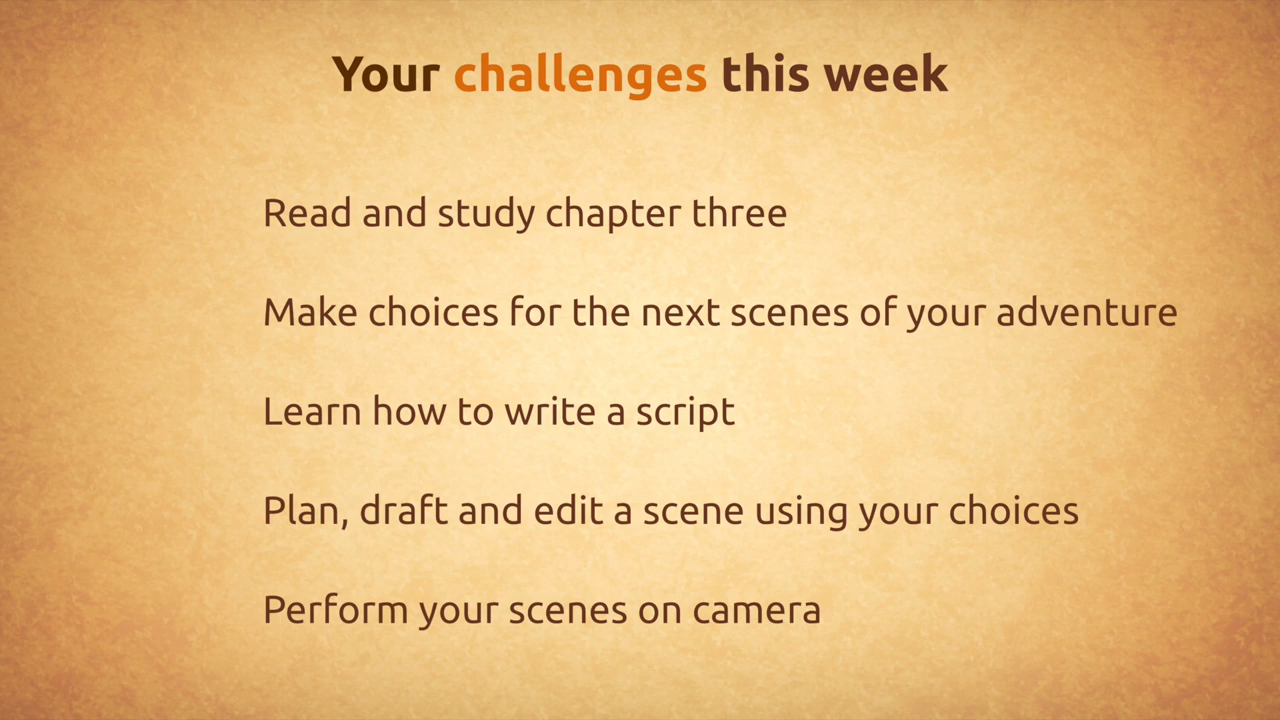 Your challenges this week
Read and study chapter three
Make choices for the next scenes of your adventure
Learn how to write a script
Plan, draft and edit a scene using your choices
Perform your scenes on camera